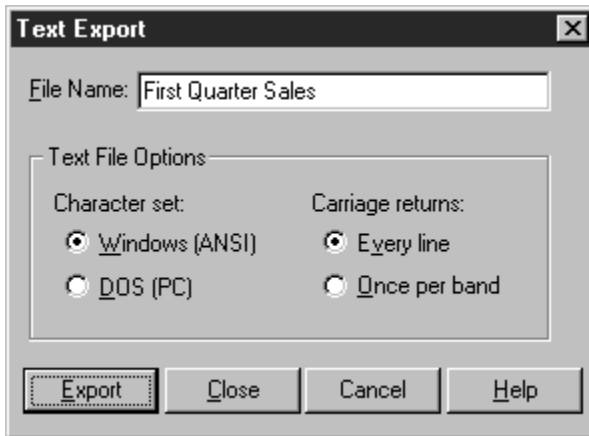 Text Export
File Name: First Quarter Sales
Text File Options
Character set: Carriage returns:
Windows (ANSI) Every line
DOS (PC) Once per band
Export Close Cancel Help